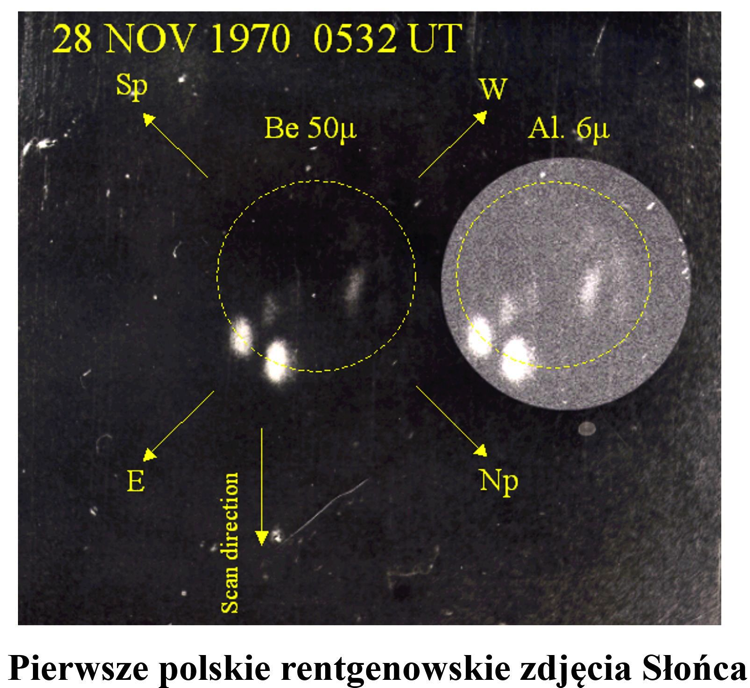 28 NOV 1970  0532 UT
Sp
W
Be 50μ
Al. 6μ
E
Np
Scan direction
Pierwsze polskie rentgenowskie zdjęcia Słońca